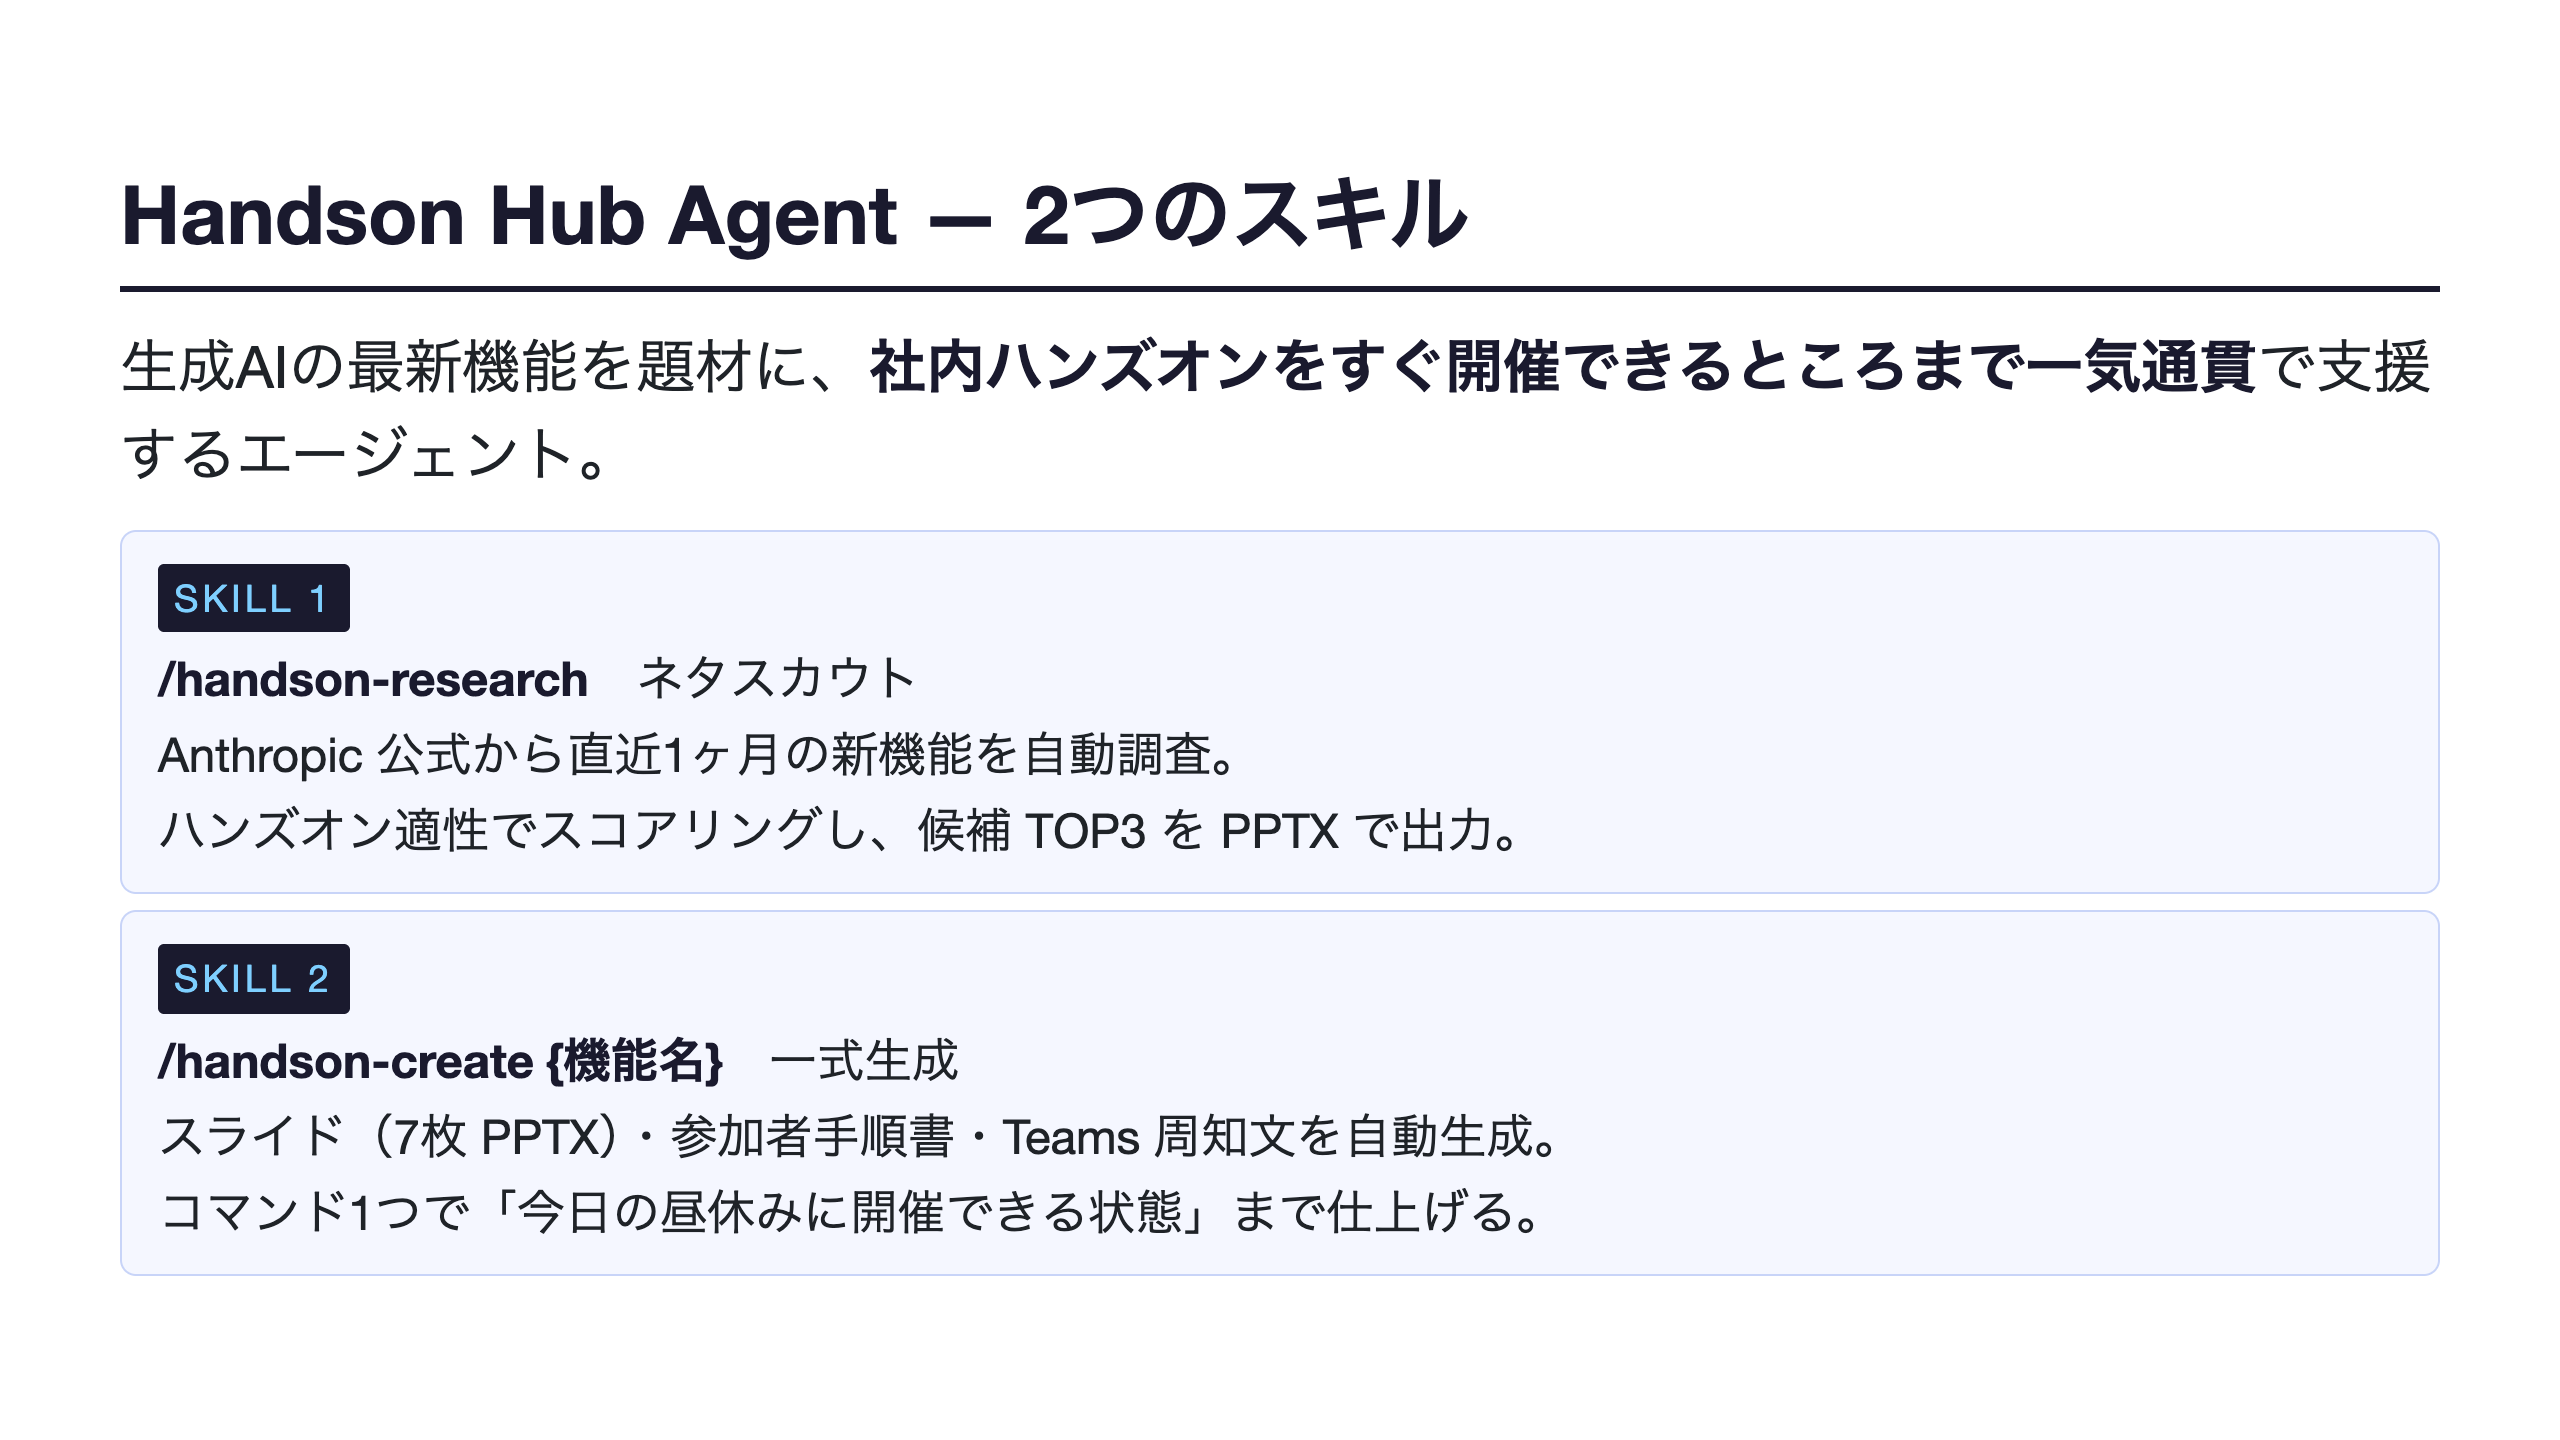 Handson Hub Agent — 2つのスキル
生成AIの最新機能を題材に、社内ハンズオンをすぐ開催できるところまで一気通貫で支援
するエージェント。
SKILL 1
/handson-research　ネタスカウト
Anthropic 公式から直近1ヶ月の新機能を自動調査。
ハンズオン適性でスコアリングし、候補 TOP3 を PPTX で出力。
SKILL 2
/handson-create {機能名}　一式生成
スライド（7枚 PPTX）・参加者手順書・Teams 周知文を自動生成。
コマンド1つで「今日の昼休みに開催できる状態」まで仕上げる。